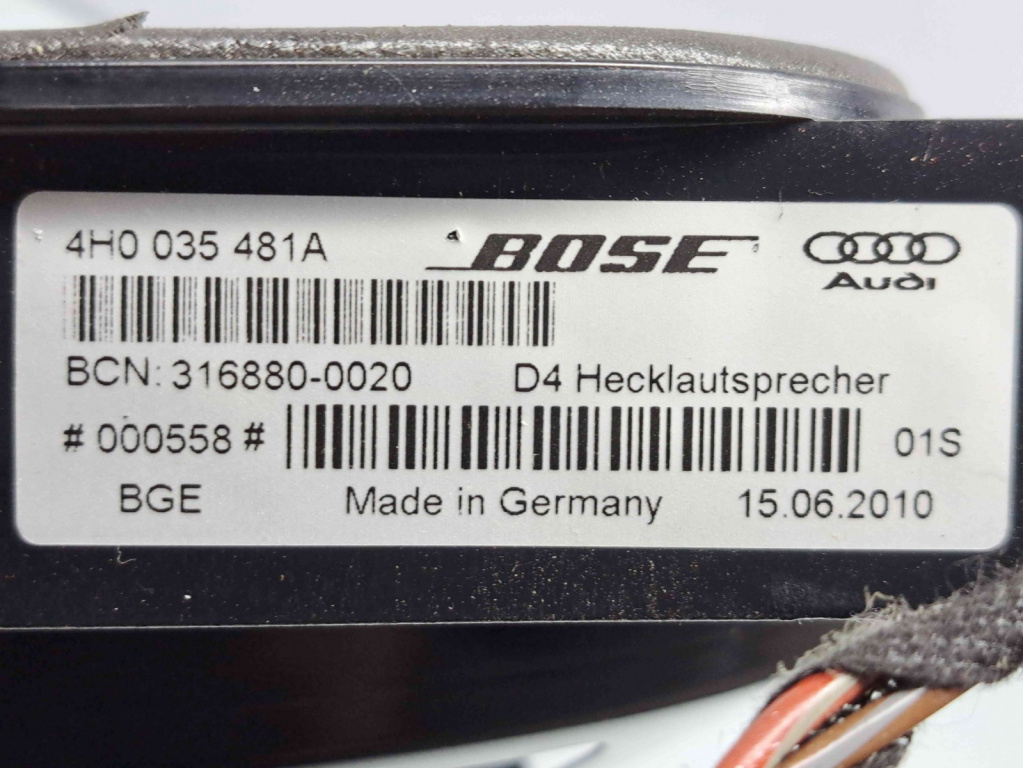 4H0 035 481A BOSE Audi
BCN: 316880-0020 D4 Hecklautsprecher
# 000558 # 01S
BGE Made in Germany 15.06.2010